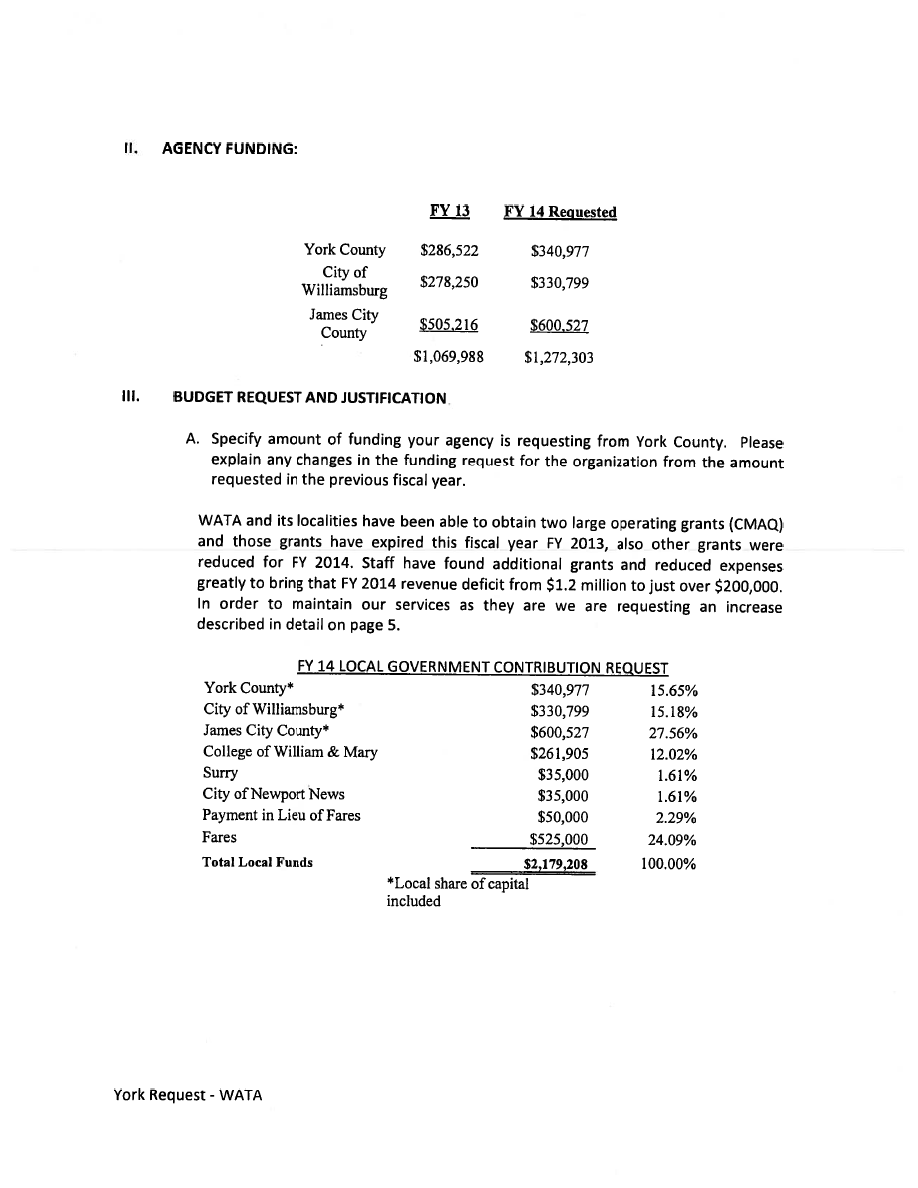 II. AGENCY FUNDING:
FY 13 FY 14 Requested
York County $286,522 $340,977
City of
Williamsburg $278,250 $330,799
James City
County $505,216 $600,527
$1,069,988 $1,272,303
III. BUDGET REQUEST AND JUSTIFICATION
A. Specify amount of funding your agency is requesting from York County. Please
explain any changes in the funding request for the organization from the amount
requested in the previous fiscal year.
WATA and its localities have been able to obtain two large operating grants (CMAQ)
and those grants have expired this fiscal year FY 2013, also other grants were
reduced for FY 2014. Staff have found additional grants and reduced expenses
greatly to bring that FY 2014 revenue deficit from $1.2 million to just over $200,000.
In order to maintain our services as they are we are requesting an increase
described in detail on page 5.
FY 14 LOCAL GOVERNMENT CONTRIBUTION REQUEST
York County* $340,977 15.65%
City of Williamsburg* $330,799 15.18%
James City County* $600,527 27.56%
College of William & Mary $261,905 12.02%
Surry $35,000 1.61%
City of Newport News $35,000 1.61%
Payment in Lieu of Fares $50,000 2.29%
Fares $525,000 24.09%
Total Local Funds $2,179,208 100.00%
*Local share of capital
included
York Request - WATA